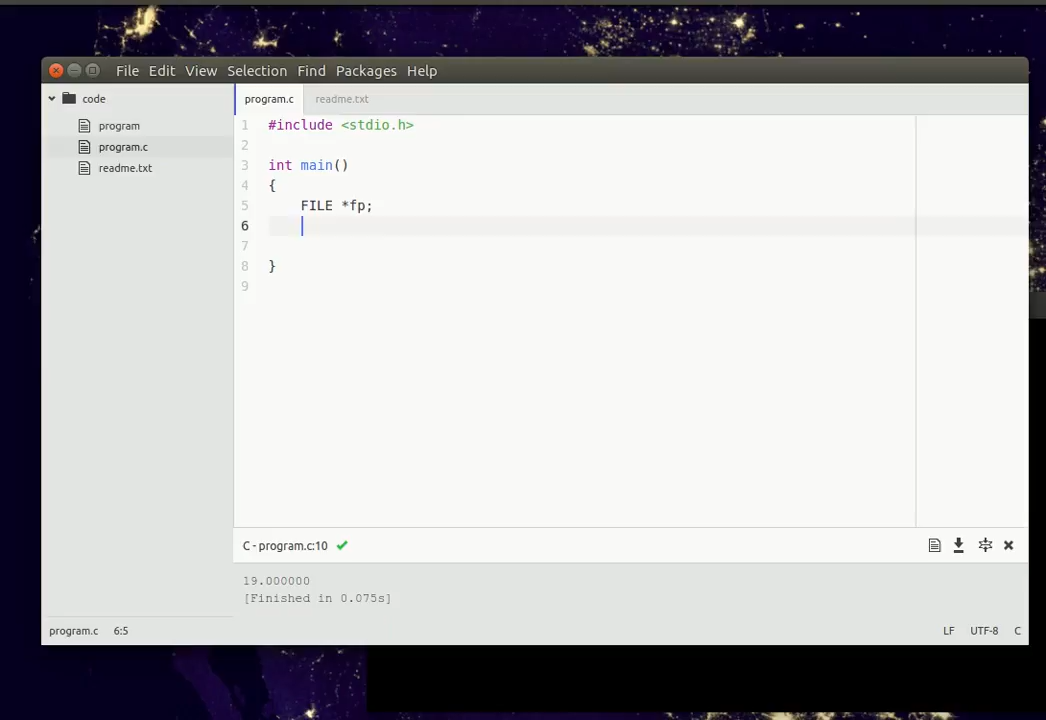 File Edit View Selection Find Packages Help
code
program
program.c
readme.txt
program.c readme.txt
1 #include <stdio.h>
2
3 int main()
4 {
5     FILE *fp;
6
7
8 }
9
C - program.c:10
19.000000
[Finished in 0.075s]
program.c 6:5 LF UTF-8 C